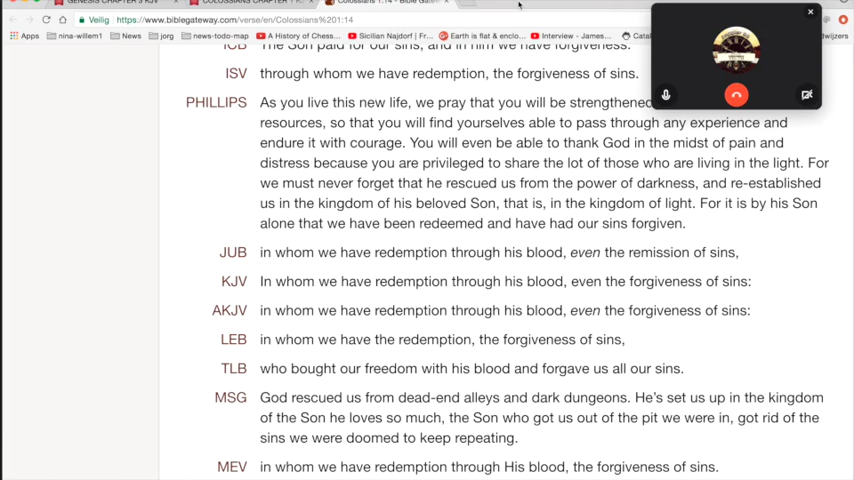 GENESIS CHAPTER 3 KJV
COLOSSIANS CHAPTER 1 KJV
Colossians 1:14 - Bible Gate
Veilig https://www.biblegateway.com/verse/en/Colossians%201:14
Apps nina-willem1 News jorg news-todo-map A History of Chess... Sicilian Najdorf | ... Earth is flat & enclo... Interview - James...
ICB The Son paid for our sins, and in him we have forgiveness.
ISV through whom we have redemption, the forgiveness of sins.
PHILLIPS As you live this new life, we pray that you will be strengthened
resources, so that you will find yourselves able to pass through any experience and
endure it with courage. You will even be able to thank God in the midst of pain and
distress because you are privileged to share the lot of those who are living in the light. For
we must never forget that he rescued us from the power of darkness, and re-established
us in the kingdom of his beloved Son, that is, in the kingdom of light. For it is by his Son
alone that we have been redeemed and have had our sins forgiven.
JUB in whom we have redemption through his blood, even the remission of sins,
KJV In whom we have redemption through his blood, even the forgiveness of sins:
AKJV in whom we have redemption through his blood, even the forgiveness of sins:
LEB in whom we have the redemption, the forgiveness of sins,
TLB who bought our freedom with his blood and forgave us all our sins.
MSG God rescued us from dead-end alleys and dark dungeons. He's set us up in the kingdom
of the Son he loves so much, the Son who got us out of the pit we were in, got rid of the
sins we were doomed to keep repeating.
MEV in whom we have redemption through His blood, the forgiveness of sins.